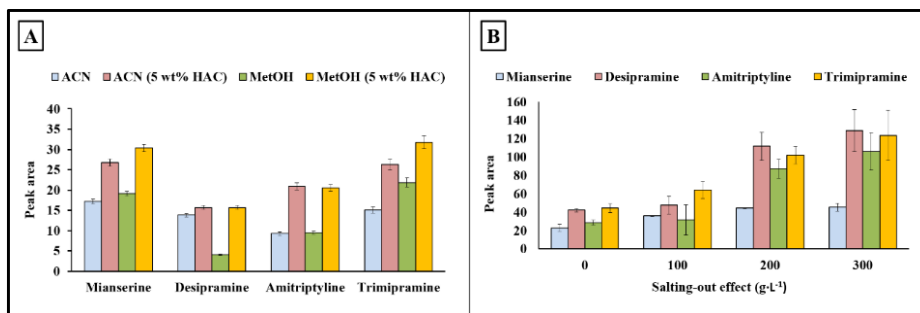 A
ACN ACN (5 wt% HAC) MetOH MetOH (5 wt% HAC)
Peak area
40
35
30
25
20
15
10
5
0
Mianserine Desipramine Amitriptyline Trimipramine
B
Mianserine Desipramine Amitriptyline Trimipramine
Peak area
160
140
120
100
80
60
40
20
0
0 100 200 300
Salting-out effect (g·L⁻¹)